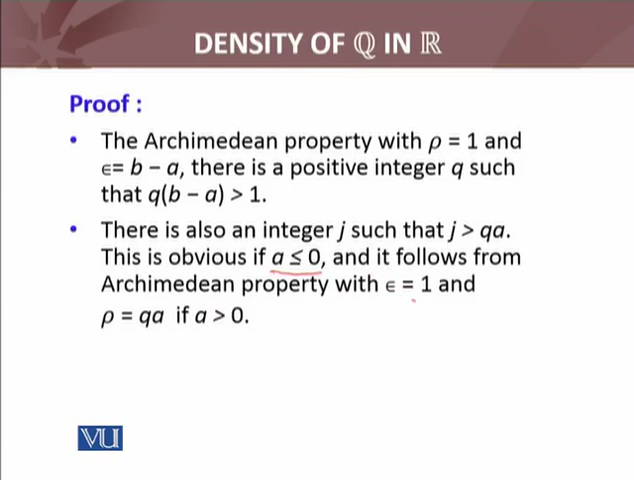 DENSITY OF ℚ IN ℝ
Proof :
• The Archimedean property with ρ = 1 and
ϵ= b − a, there is a positive integer q such
that q(b − a) > 1.
• There is also an integer j such that j > qa.
This is obvious if a ≤ 0, and it follows from
Archimedean property with ϵ = 1 and
ρ = qa if a > 0.
VU